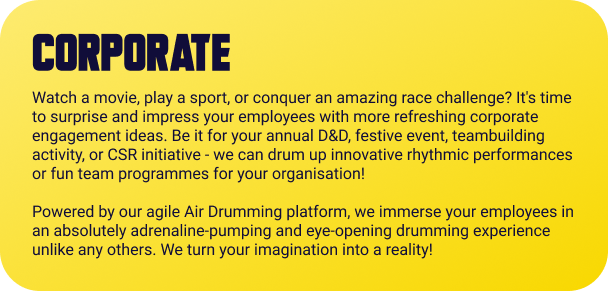 CORPORATE
Watch a movie, play a sport, or conquer an amazing race challenge? It's time
to surprise and impress your employees with more refreshing corporate
engagement ideas. Be it for your annual D&D, festive event, teambuilding
activity, or CSR initiative - we can drum up innovative rhythmic performances
or fun team programmes for your organisation!
Powered by our agile Air Drumming platform, we immerse your employees in
an absolutely adrenaline-pumping and eye-opening drumming experience
unlike any others. We turn your imagination into a reality!